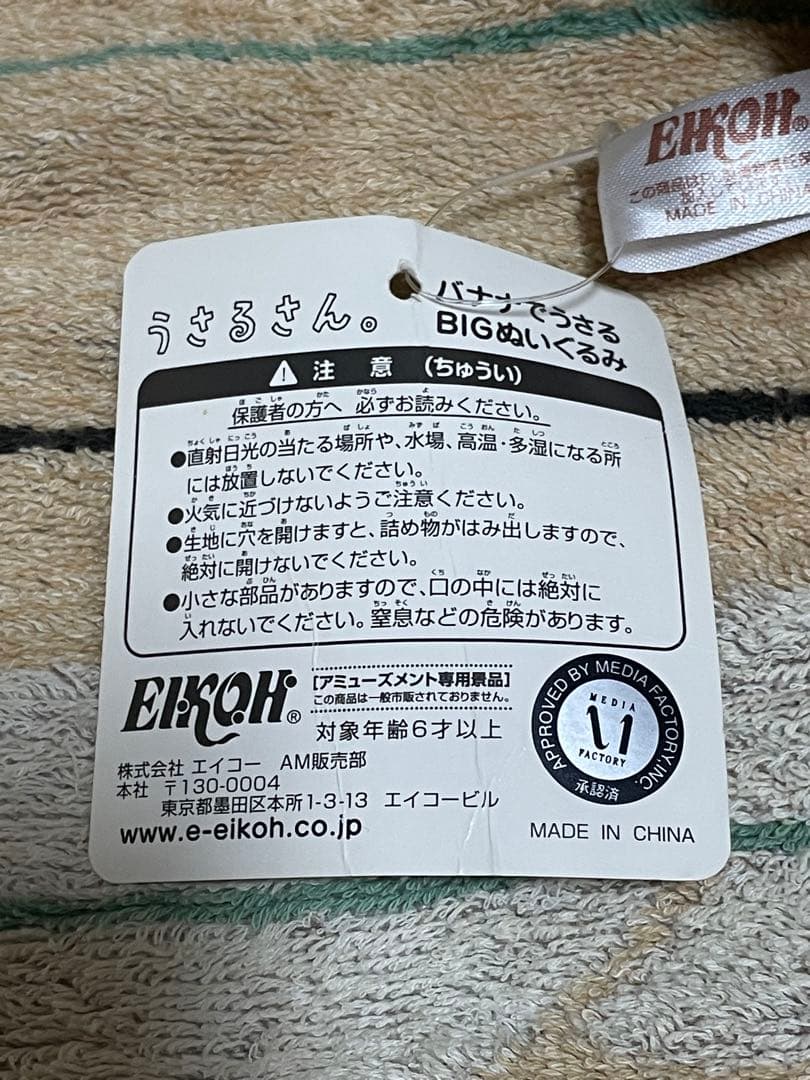 EIKOH®
MADE IN CHINA
うさるさん。
バナナでうさる
BIGぬいぐるみ
注意 (ちゅうい)
保護者の方へ 必ずお読みください。
●直射日光の当たる場所や、水場、高温・多湿になる所
には放置しないでください。
●火気に近づけないようご注意ください。
●生地に穴を開けますと、詰め物がはみ出しますので、
絶対に開けないでください。
●小さな部品がありますので、口の中には絶対に
入れないでください。窒息などの危険があります。
EIKOH®
[アミューズメント専用景品]
この商品は一般市販されておりません。
対象年齢6才以上
APPROVED BY MEDIA FACTORY, INC.
MEDIA
FACTORY
承認済
株式会社 エイコー AM販売部
本社 〒130-0004
東京都墨田区本所1-3-13 エイコービル
www.e-eikoh.co.jp
MADE IN CHINA